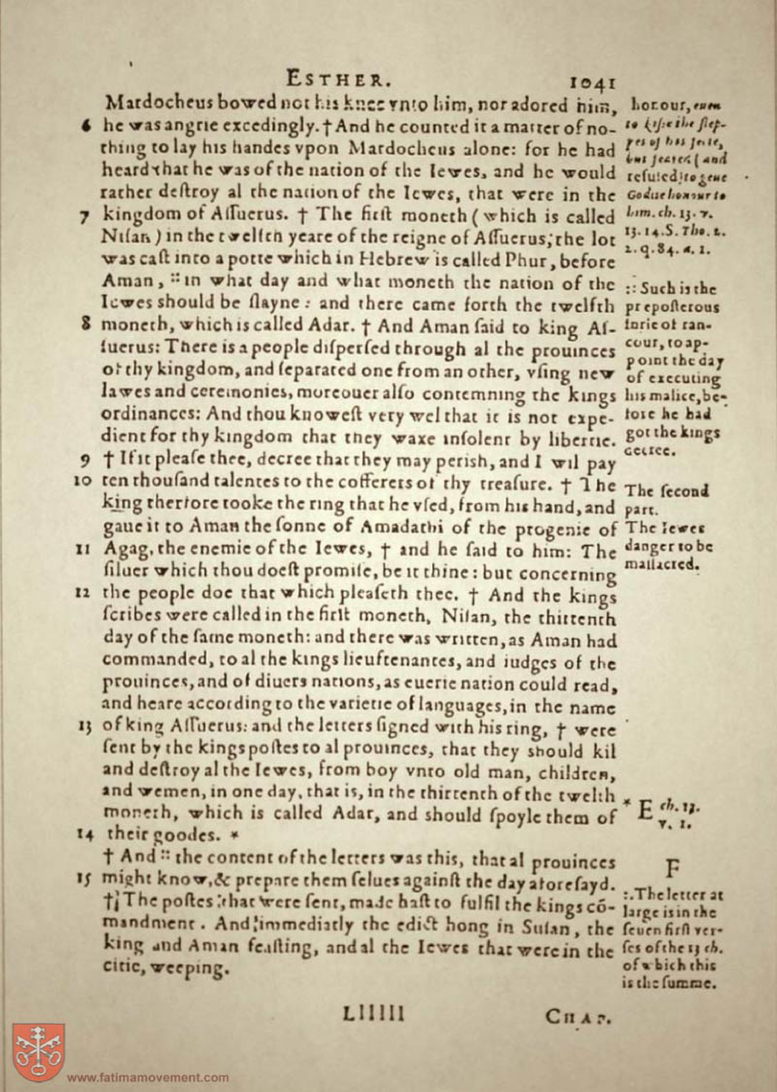 ESTHER. 1041
Mardocheus bowed not his knee vnto him, nor adored him,
6 he was angrie excedingly. † And he counted it a matter of no-
thing to lay his handes vpon Mardocheus alone: for he had
heard that he was of the nation of the Iewes, and he would
rather deſtroy al the nation of the Iewes, that were in the
7 kingdom of Aſſuerus. † The firſt moneth (which is called
Niſan) in the twelfth yeare of the reigne of Aſſuerus, the lot
was caſt into a potte which in Hebrew is called Phur, before
Aman, :: in what day and what moneth the nation of the
Iewes should be ſlayne: and there came forth the twelfth
8 moneth, which is called Adar. † And Aman ſaid to king Aſ-
ſuerus: There is a people diſperſed through al the prouinces
of thy kingdom, and ſeparated one from an other, vſing new
lawes and ceremonies, moreouer alſo contemning the kings
ordinances: And thou knoweſt very wel that it is not expe-
dient for thy kingdom that they waxe inſolent by libertie.
9 † If it pleaſe thee, decree that they may perish, and I wil pay
10 ten thouſand talentes to the cofferers of thy treaſure. † The
king therfore tooke the ring that he vſed, from his hand, and
gaue it to Aman the ſonne of Amadathi of the progenie of
11 Agag, the enemie of the Iewes, † and he ſaid to him: The
ſiluer which thou doeſt promiſe, be it thine: but concerning
12 the people doe that which pleaſeth thee. † And the kings
ſcribes were called in the firſt moneth, Niſan, the thirtenth
day of the ſame moneth: and there was written, as Aman had
commanded, to al the kings lieuftenantes, and iudges of the
prouinces, and of diuers nations, as euerie nation could read,
and heare according to the varietie of languages, in the name
13 of king Aſſuerus: and the letters ſigned with his ring, † were
ſent by the kings poſtes to al prouinces, that they should kil
and deſtroy al the Iewes, from boy vnto old man, children,
and wemen, in one day, that is, in the thirtenth of the twelth
moneth, which is called Adar, and should ſpoyle them of
14 their goodes. *
† And :: the content of the letters was this, that al prouinces
15 might know, & prepare them ſelues againſt the day aforeſayd.
† The poſtes that were ſent, made haſt to fulfil the kings cō-
mandment. And immediatly the edict hong in Suſan, the
king and Aman feaſting, and al the Iewes that were in the
citie, weeping.
honour, euen
to kiſſe the ſtep-
pes of his feete,
but feared (and
refuſed) to geue
Godlie honour to
him. ch. 13. v.
13. 14. S. Tho. 2.
2. q. 84. a. 1.
:: Such is the
prepoſterous
furie of ran-
cour, to ap-
point the day
of executing
his malice, be-
fore he had
got the kings
decree.
The ſecond
part.
The Iewes
danger to be
maſſacred.
* E ch. 13.
v. 1.
F
:: The letter at
large is in the
ſeuen firſt ver-
ſes of the 13 ch.
of which this
is the ſumme.
LIIIII CHAP.
www.fatimamovement.com